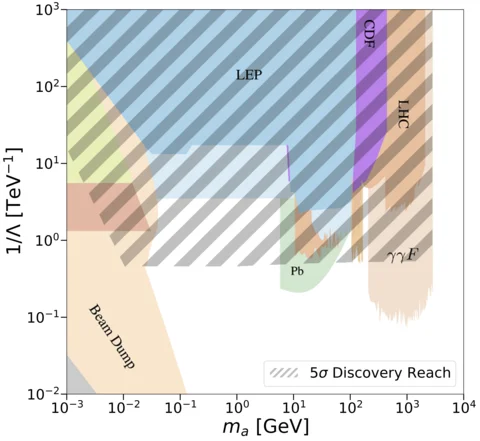 10³
10²
10¹
10⁰
10⁻¹
10⁻²
1/Λ [TeV⁻¹]
LEP
CDF
LHC
γγF
Pb
Beam Dump
5σ Discovery Reach
10⁻³ 10⁻² 10⁻¹ 10⁰ 10¹ 10² 10³ 10⁴
mₐ [GeV]